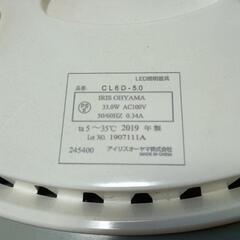 LED照明器具
品番 CL6D-5.0
IRIS OHYAMA
33.0W AC100V
50/60HZ 0.34A
ta 5～35℃ 2019 年製
Lot NO. 1907111A
245400 アイリスオーヤマ株式会社
MADE IN CHINA